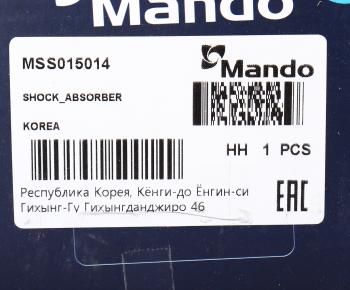 Mando
MSS015014
Mando
SHOCK_ABSORBER
KOREA
HH 1 PCS
Республика Корея, Кёнги-до Ёнгин-си
Гихынг-Гу Гихынгданджиро 46
EAC